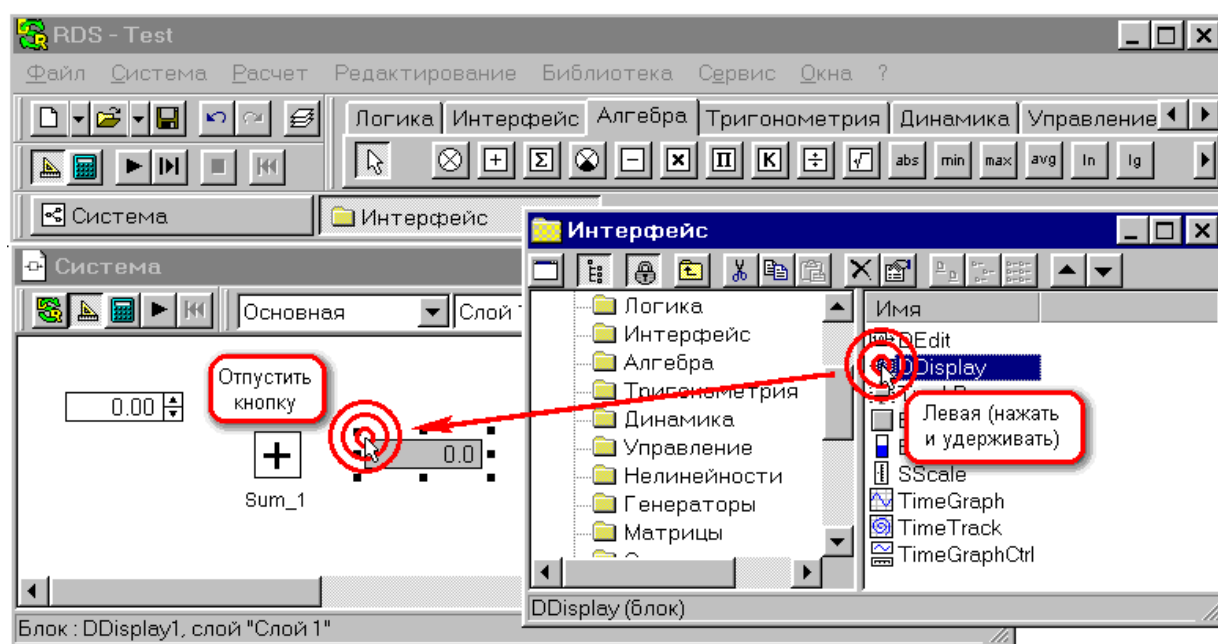 RDS - Test
Файл Система Расчет Редактирование Библиотека Сервис Окна ?
Логика Интерфейс Алгебра Тригонометрия Динамика Управление
Σ Π K abs min max avg ln lg
Система Интерфейс
Система
Основная Слой
0.00
Отпустить
кнопку
0.0
Sum_1
Блок : DDisplay1, слой "Слой 1"
Интерфейс
Логика
Интерфейс
Алгебра
Тригонометрия
Динамика
Управление
Нелинейности
Генераторы
Матрицы
Имя
DEdit
DDisplay
Левая (нажать
и удерживать)
SScale
TimeGraph
TimeTrack
TimeGraphCtrl
DDisplay (блок)